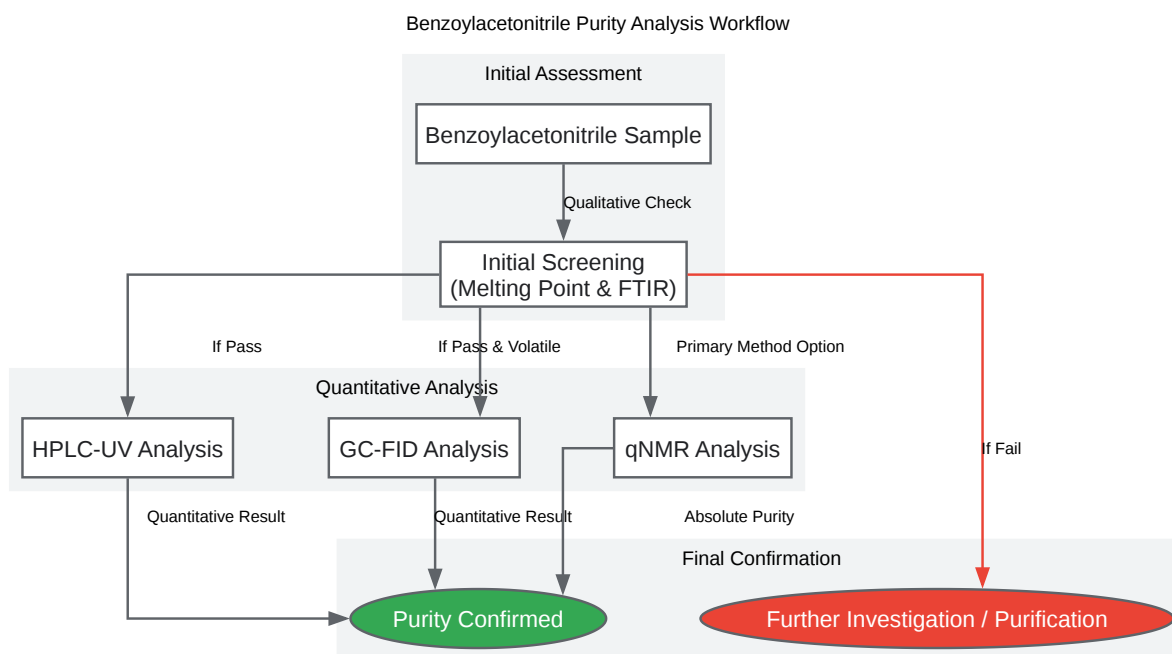 Benzoylacetonitrile Purity Analysis Workflow
Initial Assessment
Benzoylacetonitrile Sample
Qualitative Check
Initial Screening
(Melting Point & FTIR)
If Pass
If Pass & Volatile
Primary Method Option
Quantitative Analysis
HPLC-UV Analysis
GC-FID Analysis
qNMR Analysis
If Fail
Quantitative Result
Quantitative Result
Absolute Purity
Final Confirmation
Purity Confirmed
Further Investigation / Purification